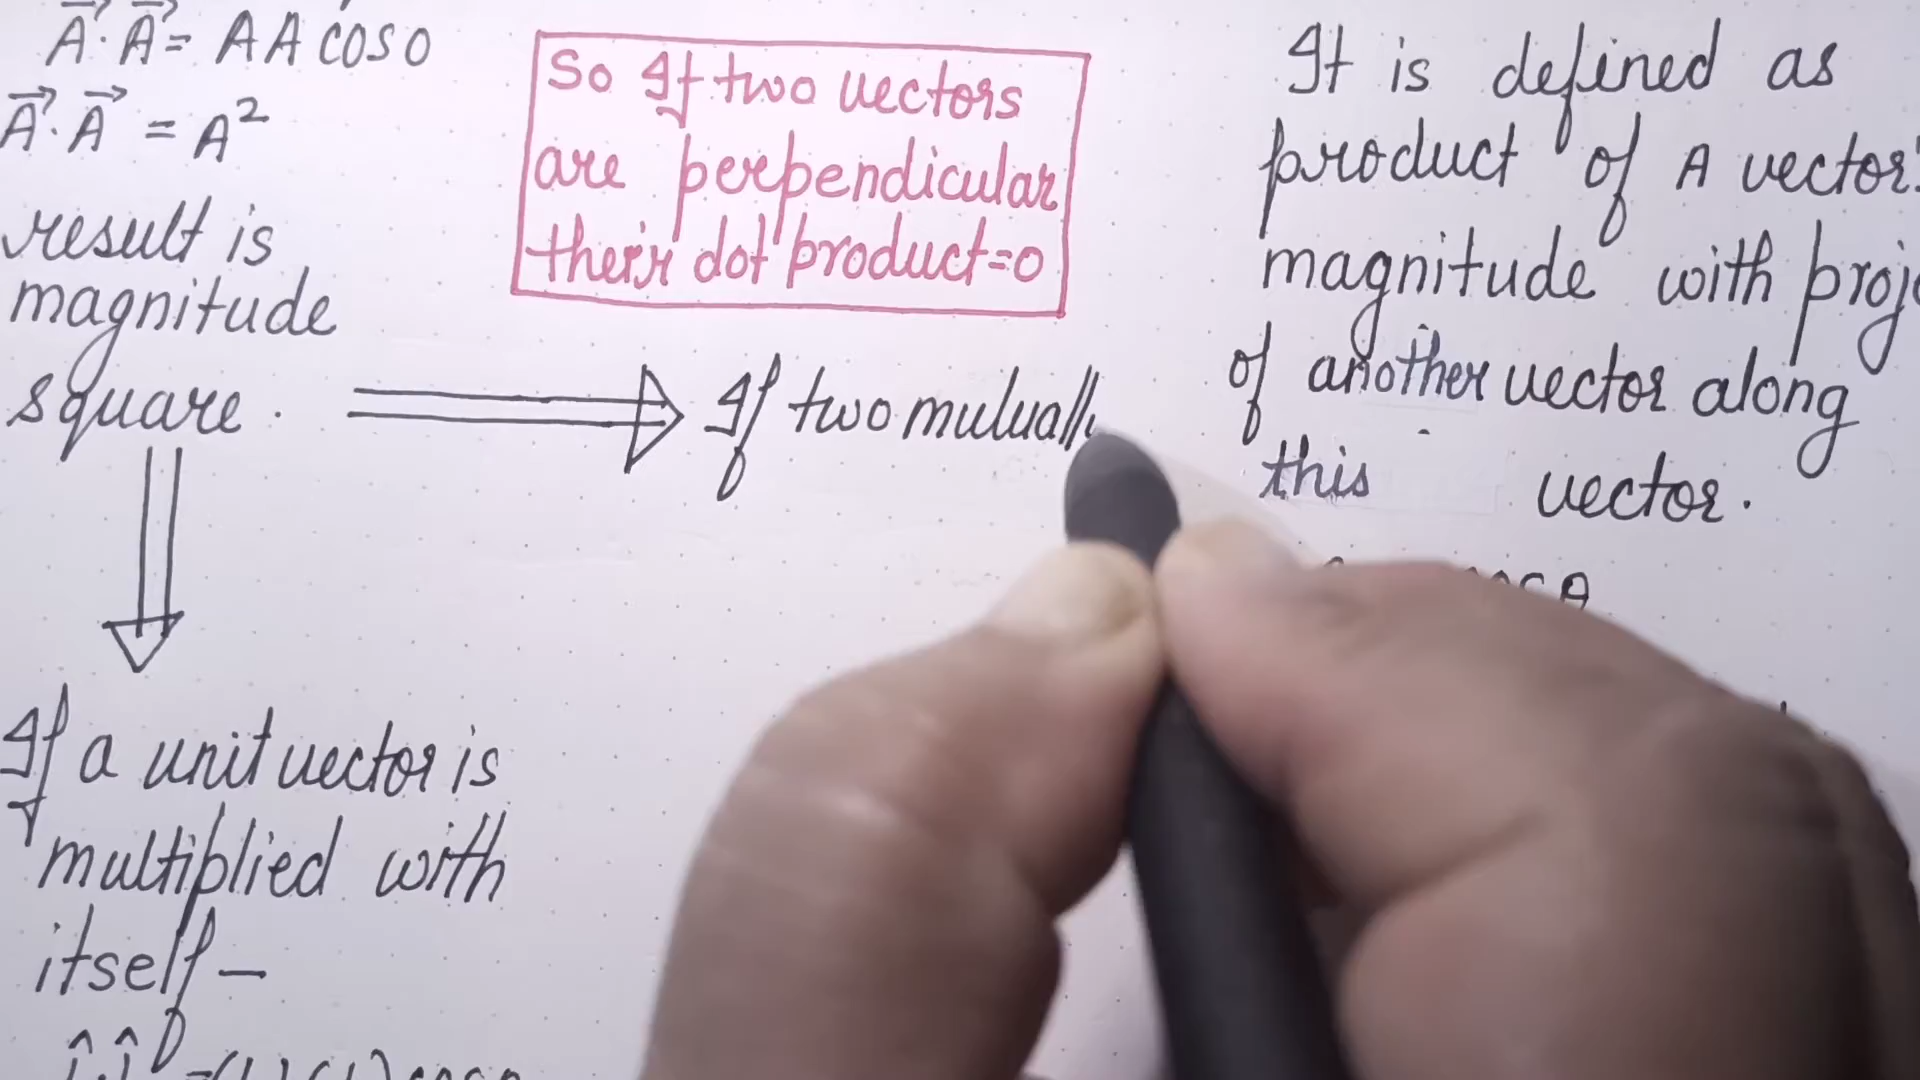 A⃗·A⃗ = A A cos 0
A⃗·A⃗ = A²
result is
magnitude
square.
If a unit vector is
multiplied with
itself –
So If two vectors
are perpendicular
their dot product=0
If two mutually
It is defined as
product of A vector's
magnitude with proj
of another vector along
this vector.